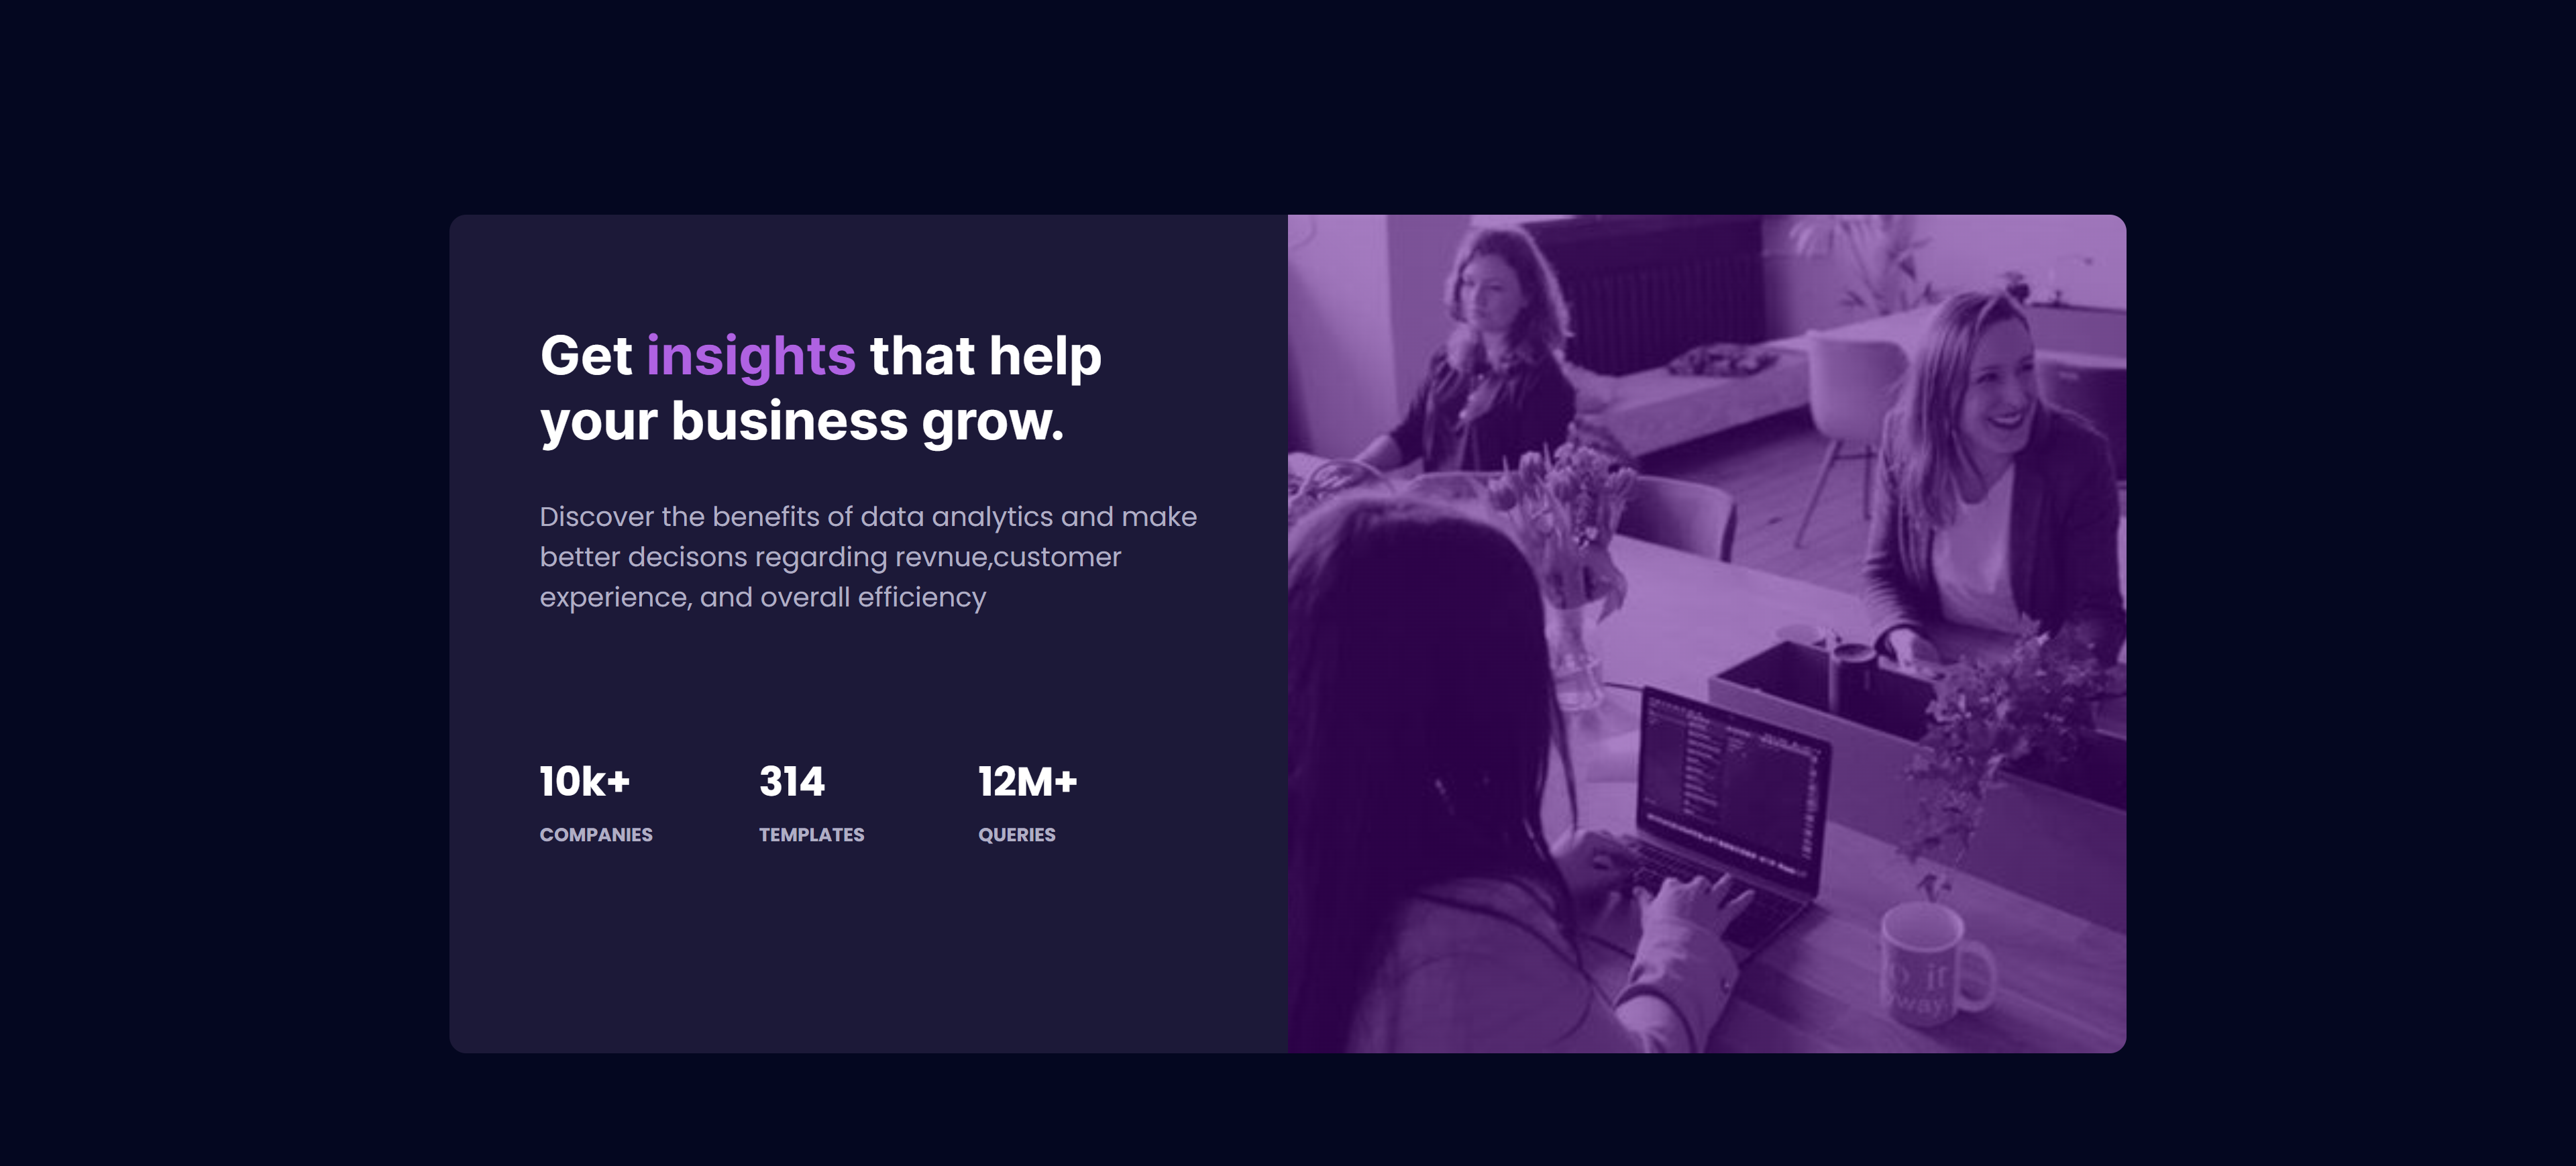 Get insights that help
your business grow.
Discover the benefits of data analytics and make
better decisons regarding revnue,customer
experience, and overall efficiency
10k+ 314 12M+
COMPANIES TEMPLATES QUERIES